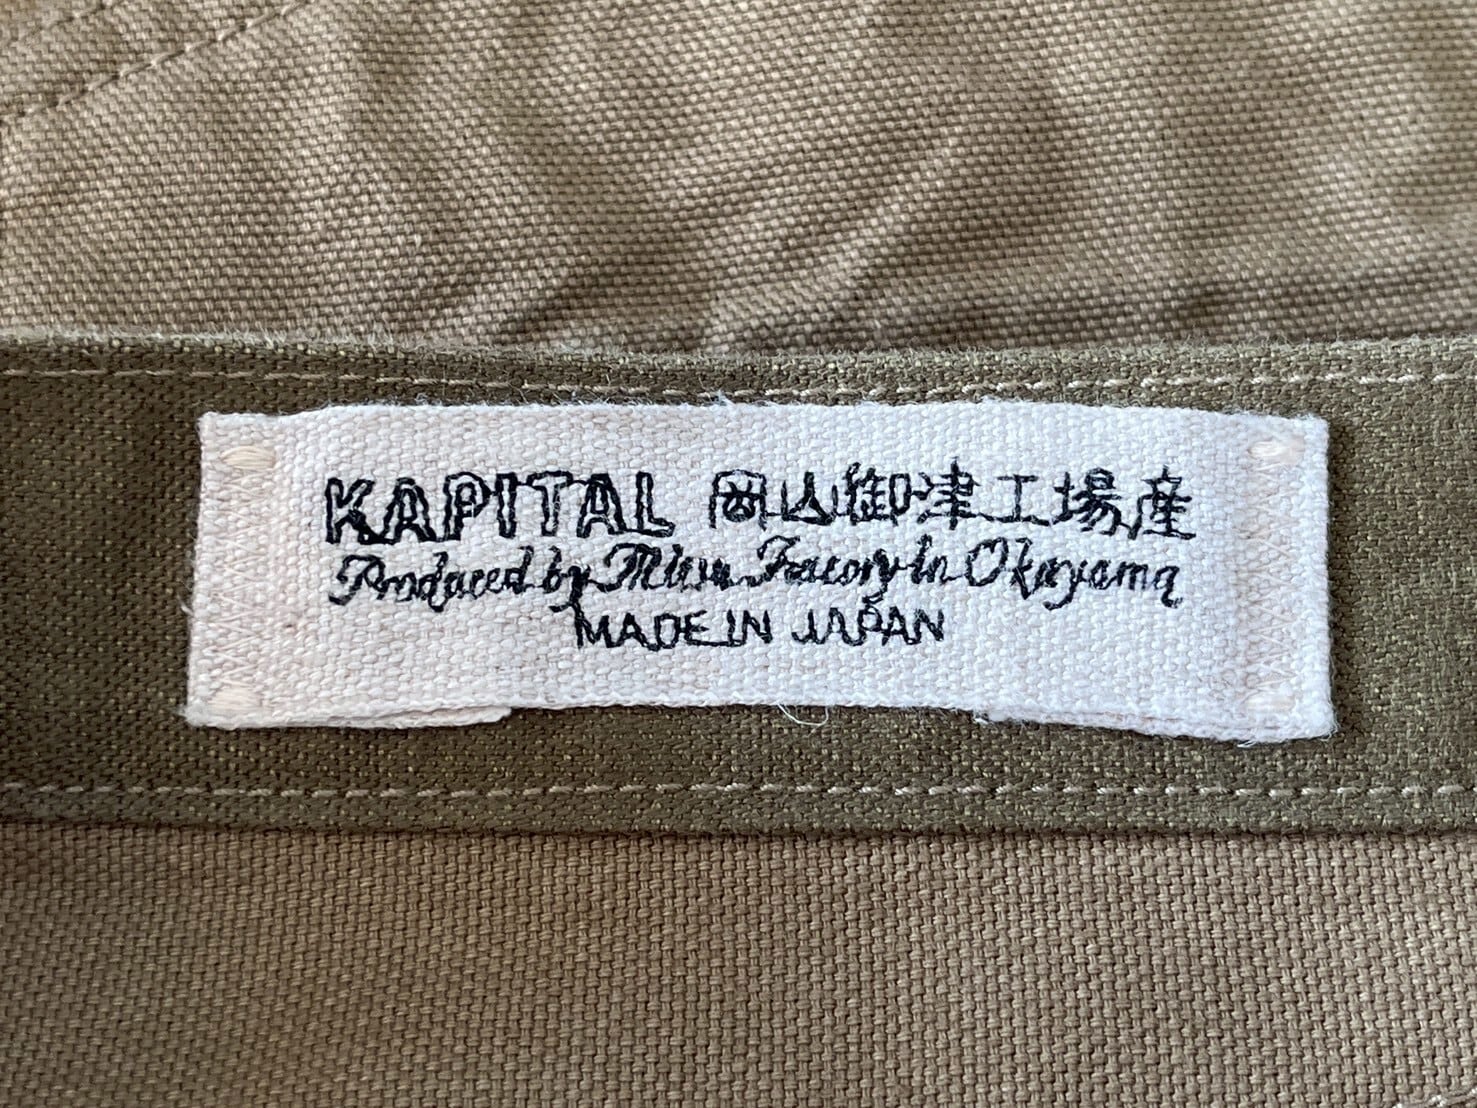 KAPITAL 岡山御津工場産
Produced by Mitsu Factory in Okayama
MADE IN JAPAN